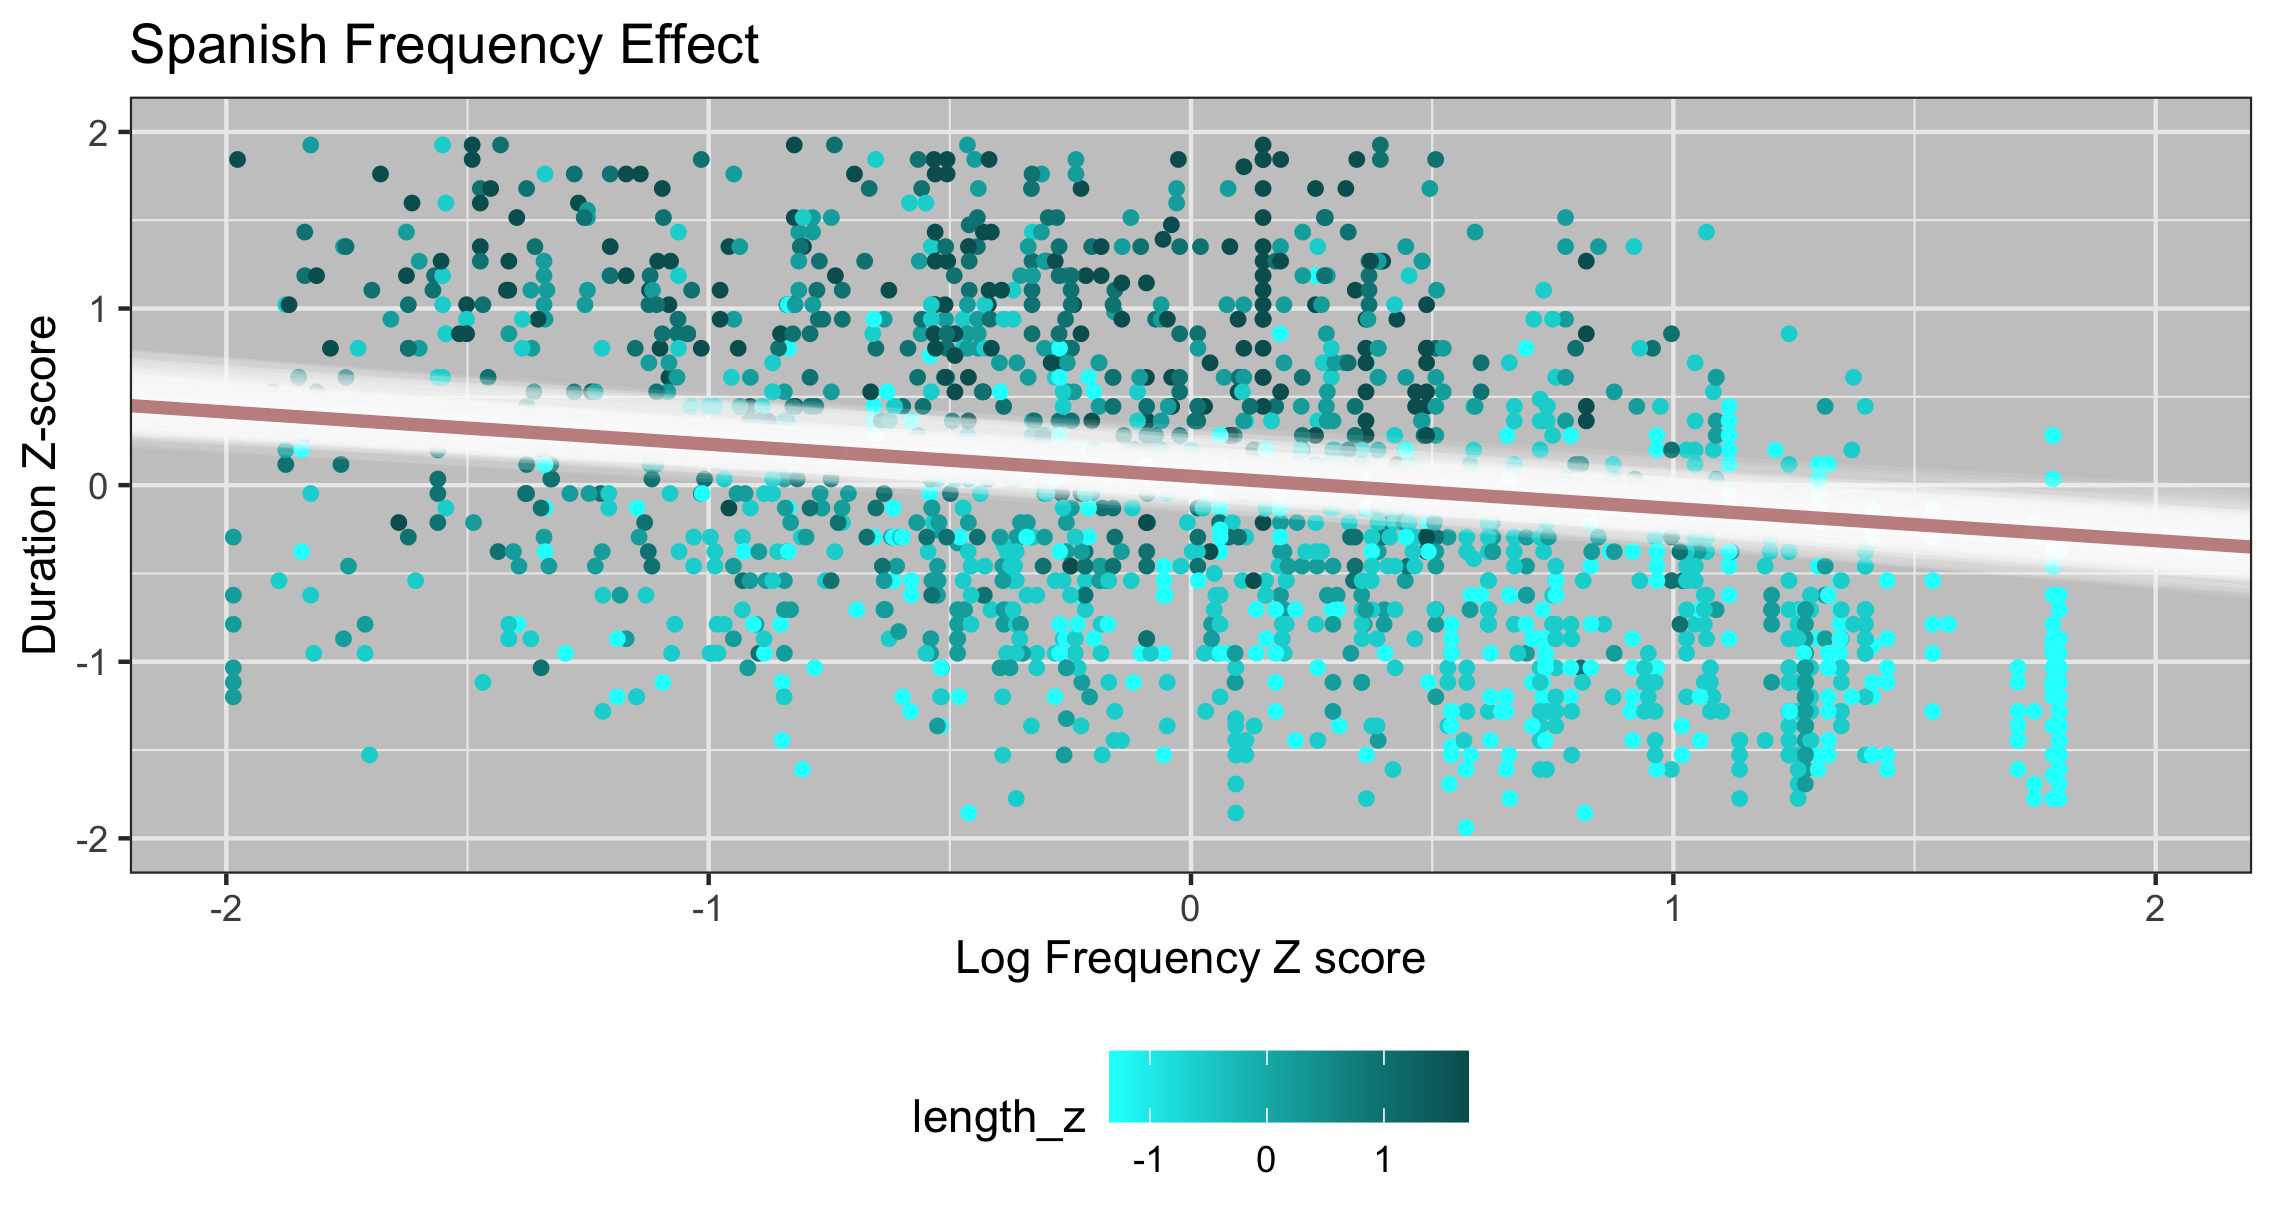 Spanish Frequency Effect
Duration Z-score
2
1
0
-1
-2
-2 -1 0 1 2
Log Frequency Z score
length_z
-1 0 1